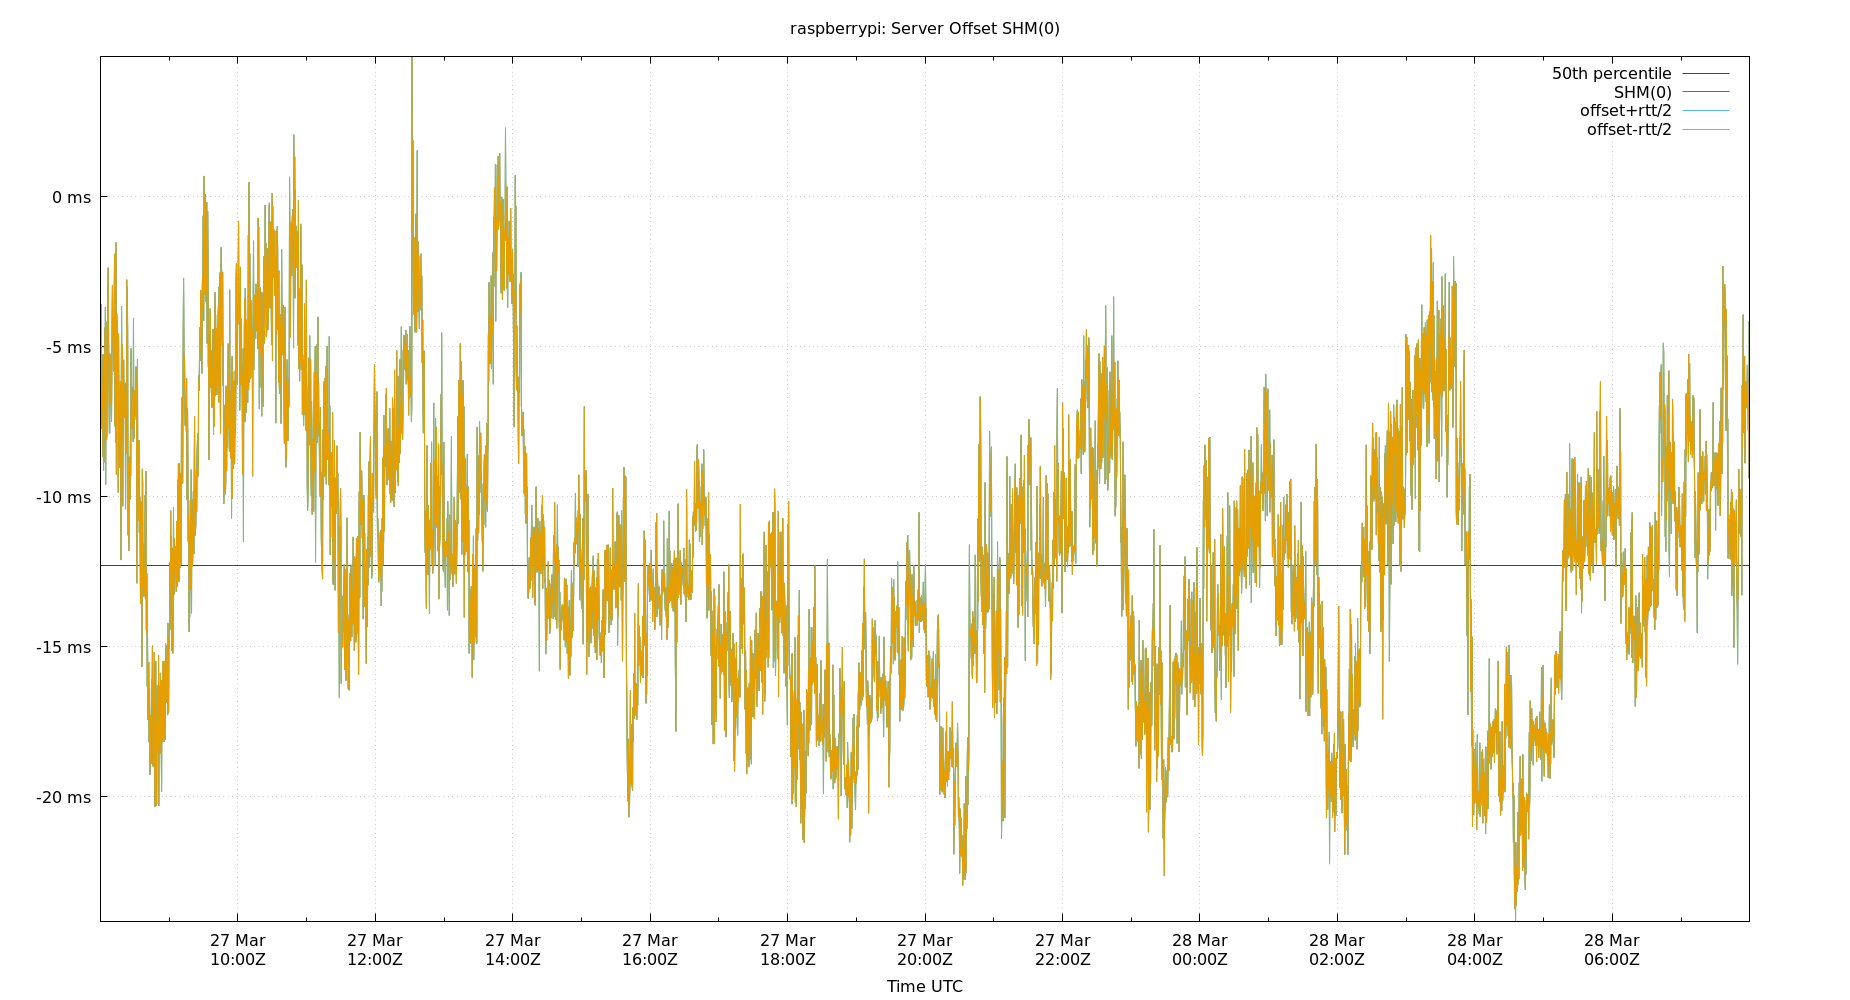 raspberrypi: Server Offset SHM(0)
50th percentile
SHM(0)
offset+rtt/2
offset-rtt/2
0 ms
-5 ms
-10 ms
-15 ms
-20 ms
27 Mar 27 Mar 27 Mar 27 Mar 27 Mar 27 Mar 27 Mar 28 Mar 28 Mar 28 Mar 28 Mar
10:00Z 12:00Z 14:00Z 16:00Z 18:00Z 20:00Z 22:00Z 00:00Z 02:00Z 04:00Z 06:00Z
Time UTC